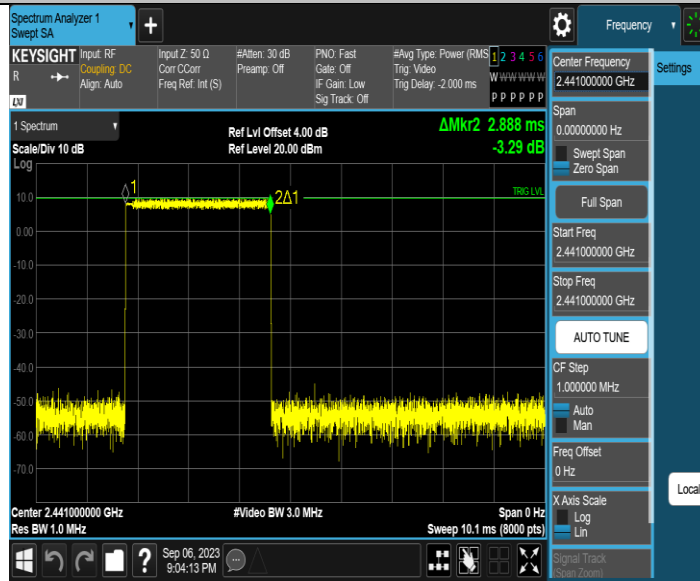 Spectrum Analyzer 1
Swept SA
+
Frequency
KEYSIGHT
R
LXI
Input: RF
Coupling: DC
Align: Auto
Input Z: 50 Ω
Corr CCorr
Freq Ref: Int (S)
#Atten: 30 dB
Preamp: Off
PNO: Fast
Gate: Off
IF Gain: Low
Sig Track: Off
#Avg Type: Power (RMS
Trig: Video
Trig Delay: -2.000 ms
1 2 3 4 5 6
W W W W W W
P P P P P P
1 Spectrum
Scale/Div 10 dB
Log
Ref Lvl Offset 4.00 dB
Ref Level 20.00 dBm
ΔMkr2 2.888 ms
-3.29 dB
1
2Δ1
TRIG LVL
10.0
0.00
-10.0
-20.0
-30.0
-40.0
-50.0
-60.0
-70.0
Center 2.441000000 GHz
Res BW 1.0 MHz
#Video BW 3.0 MHz
Span 0 Hz
Sweep 10.1 ms (8000 pts)
Center Frequency
2.441000000 GHz
Settings
Span
0.00000000 Hz
Swept Span
Zero Span
Full Span
Start Freq
2.441000000 GHz
Stop Freq
2.441000000 GHz
AUTO TUNE
CF Step
1.000000 MHz
Auto
Man
Freq Offset
0 Hz
X Axis Scale
Log
Lin
Local
Signal Track
(Span Zoom)
?
Sep 06, 2023
9:04:13 PM